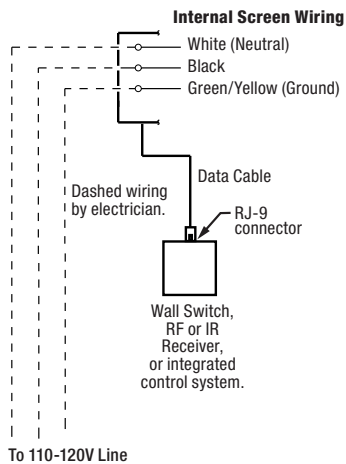 Internal Screen Wiring
White (Neutral)
Black
Green/Yellow (Ground)
Dashed wiring
by electrician.
Data Cable
RJ-9
connector
Wall Switch,
RF or IR
Receiver,
or integrated
control system.
To 110-120V Line